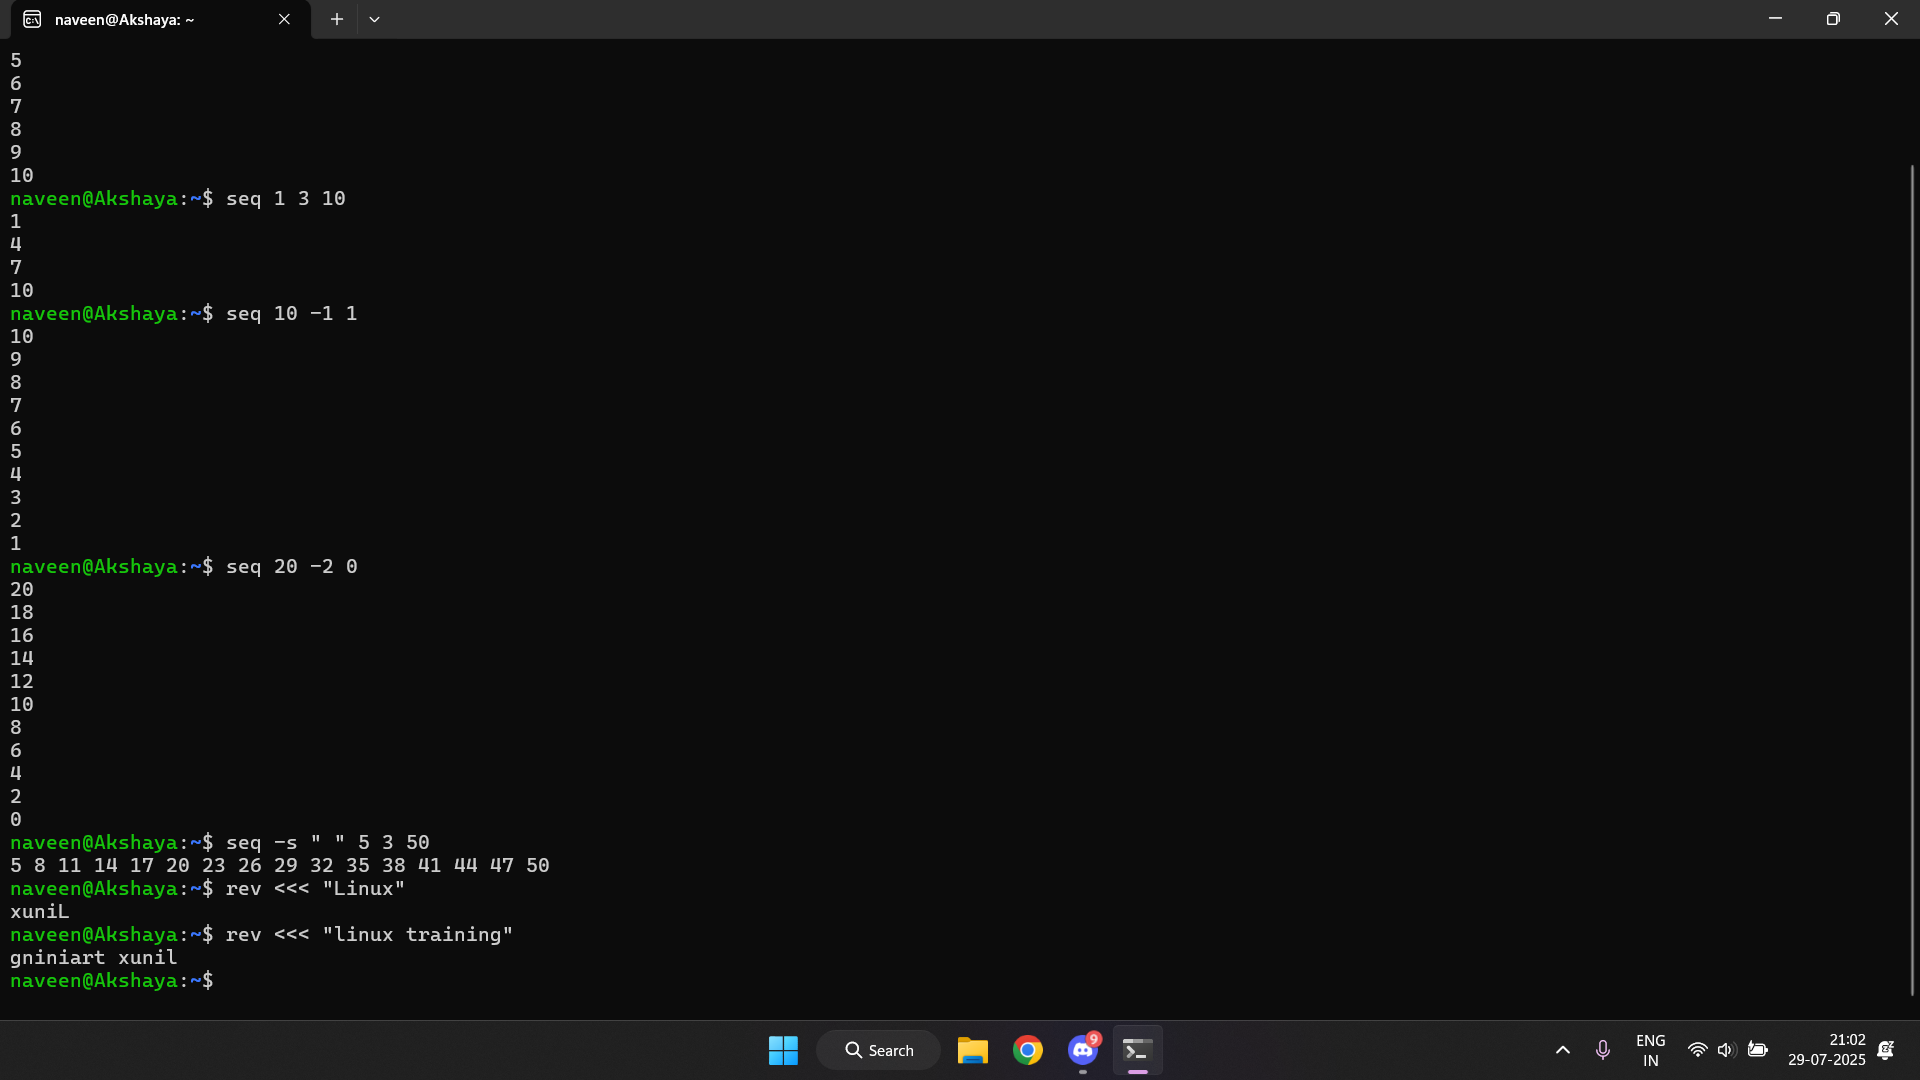 naveen@Akshaya: ~
5
6
7
8
9
10
naveen@Akshaya:~$ seq 1 3 10
1
4
7
10
naveen@Akshaya:~$ seq 10 -1 1
10
9
8
7
6
5
4
3
2
1
naveen@Akshaya:~$ seq 20 -2 0
20
18
16
14
12
10
8
6
4
2
0
naveen@Akshaya:~$ seq -s " " 5 3 50
5 8 11 14 17 20 23 26 29 32 35 38 41 44 47 50
naveen@Akshaya:~$ rev <<< "Linux"
xuniL
naveen@Akshaya:~$ rev <<< "linux training"
gniniart xunil
naveen@Akshaya:~$
Search
9
ENG
IN
21:02
29-07-2025